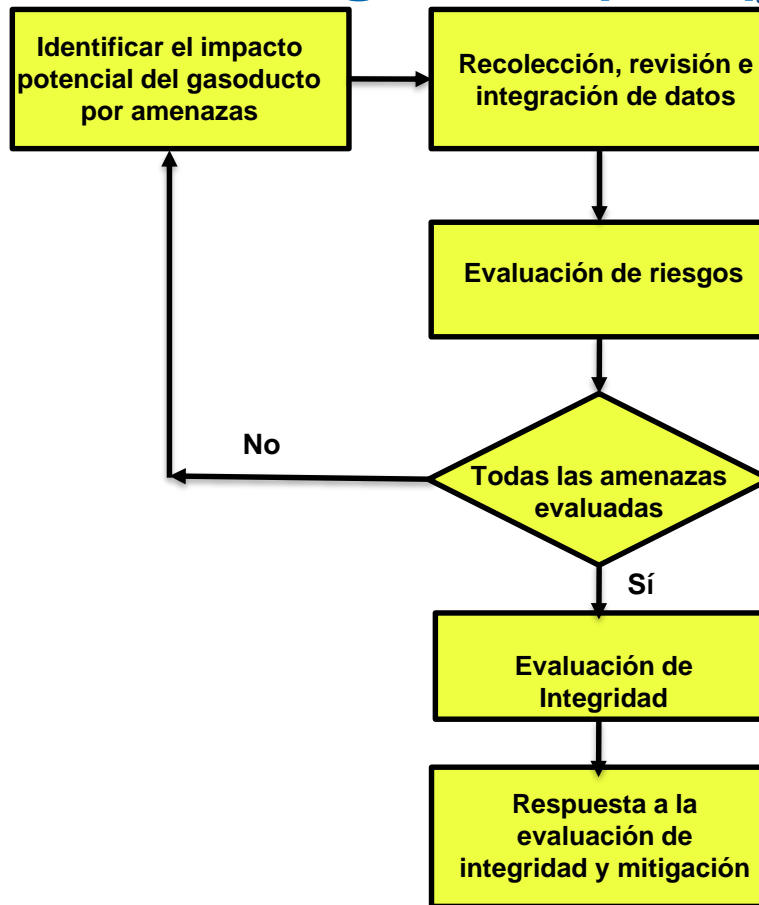 Identificar el impacto
potencial del gasoducto
por amenazas
Recolección, revisión e
integración de datos
Evaluación de riesgos
No
Todas las amenazas
evaluadas
Sí
Evaluación de
Integridad
Respuesta a la
evaluación de
integridad y mitigación